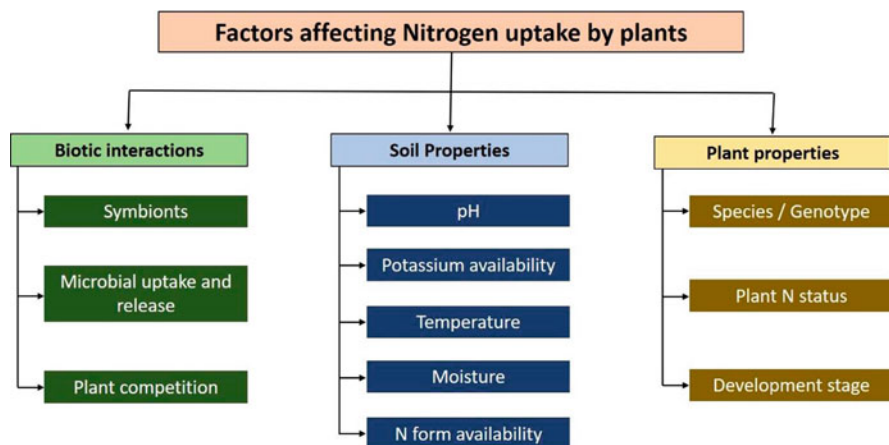 Factors affecting Nitrogen uptake by plants
Biotic interactions
Symbionts
Microbial uptake and
release
Plant competition
Soil Properties
pH
Potassium availability
Temperature
Moisture
N form availability
Plant properties
Species / Genotype
Plant N status
Development stage